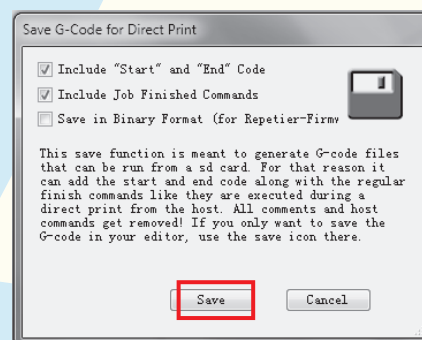 Save G-Code for Direct Print
Include "Start" and "End" Code
Include Job Finished Commands
Save in Binary Format (for Repetier-Firmw
This save function is meant to generate G-code files
that can be run from a sd card. For that reason it
can add the start and end code along with the regular
finish commands like they are executed during a
direct print from the host. All comments and host
commands get removed! If you only want to save the
G-code in your editor, use the save icon there.
Save
Cancel